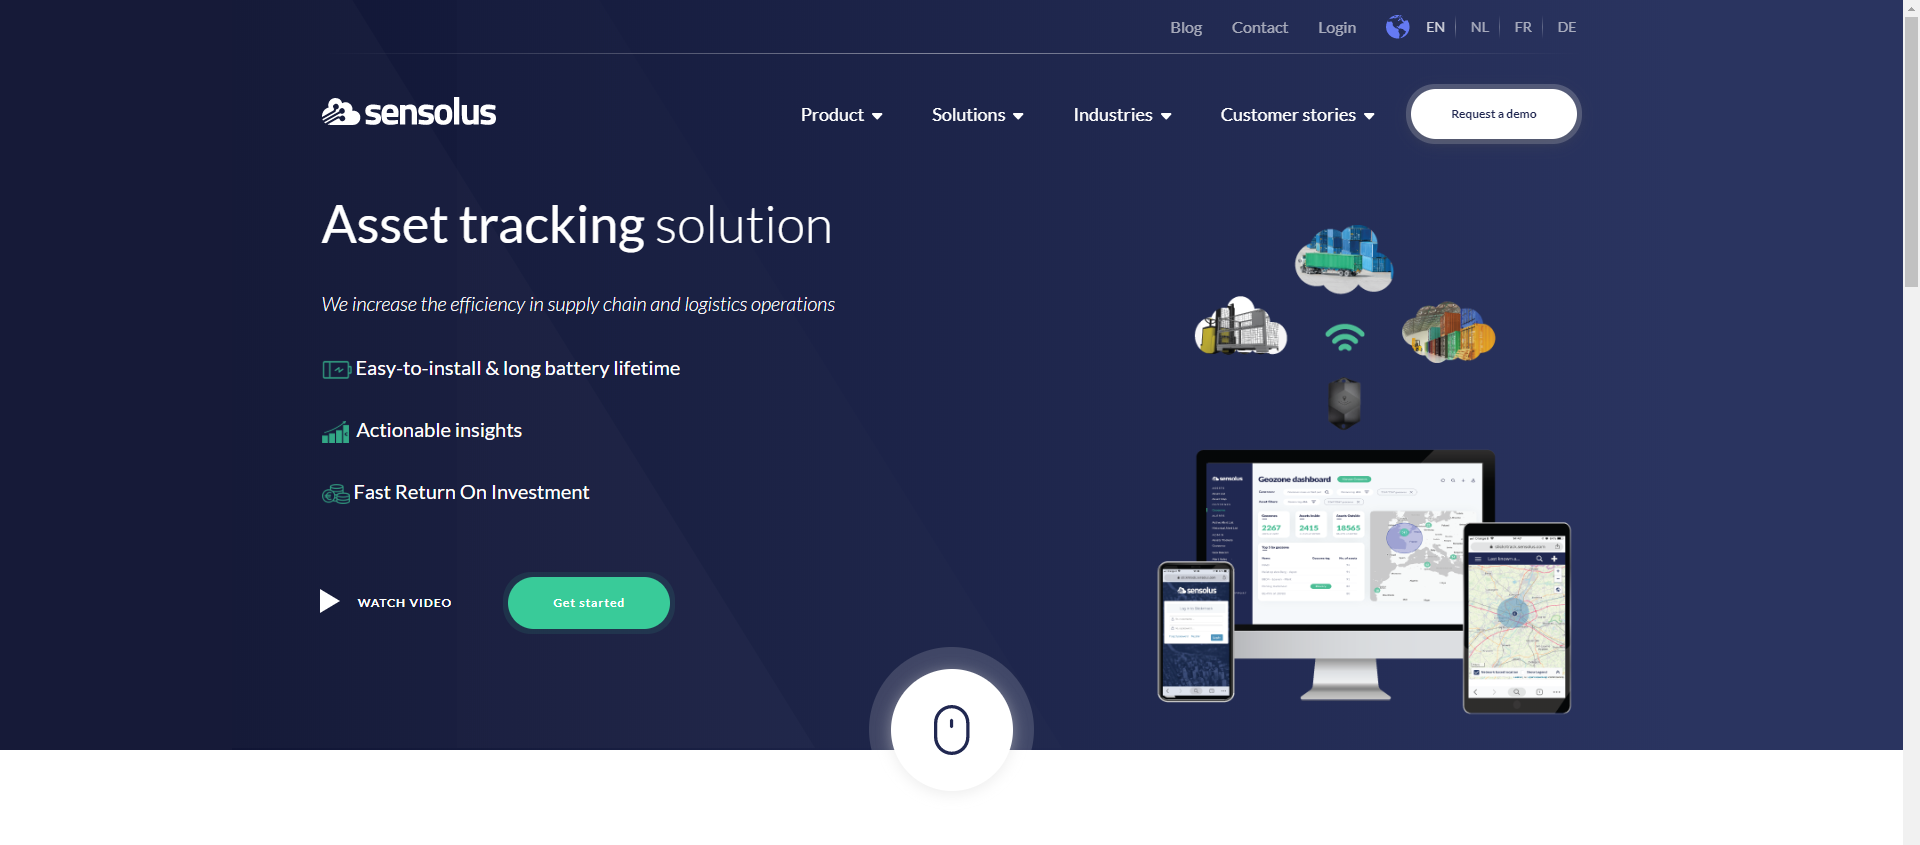 Blog Contact Login EN NL FR DE
sensolus Product Solutions Industries Customer stories Request a demo
Asset tracking solution
We increase the efficiency in supply chain and logistics operations
Easy-to-install & long battery lifetime
Actionable insights
Fast Return On Investment
WATCH VIDEO Get started
sensolus Geozone dashboard
2267 2415 18565
sensolus